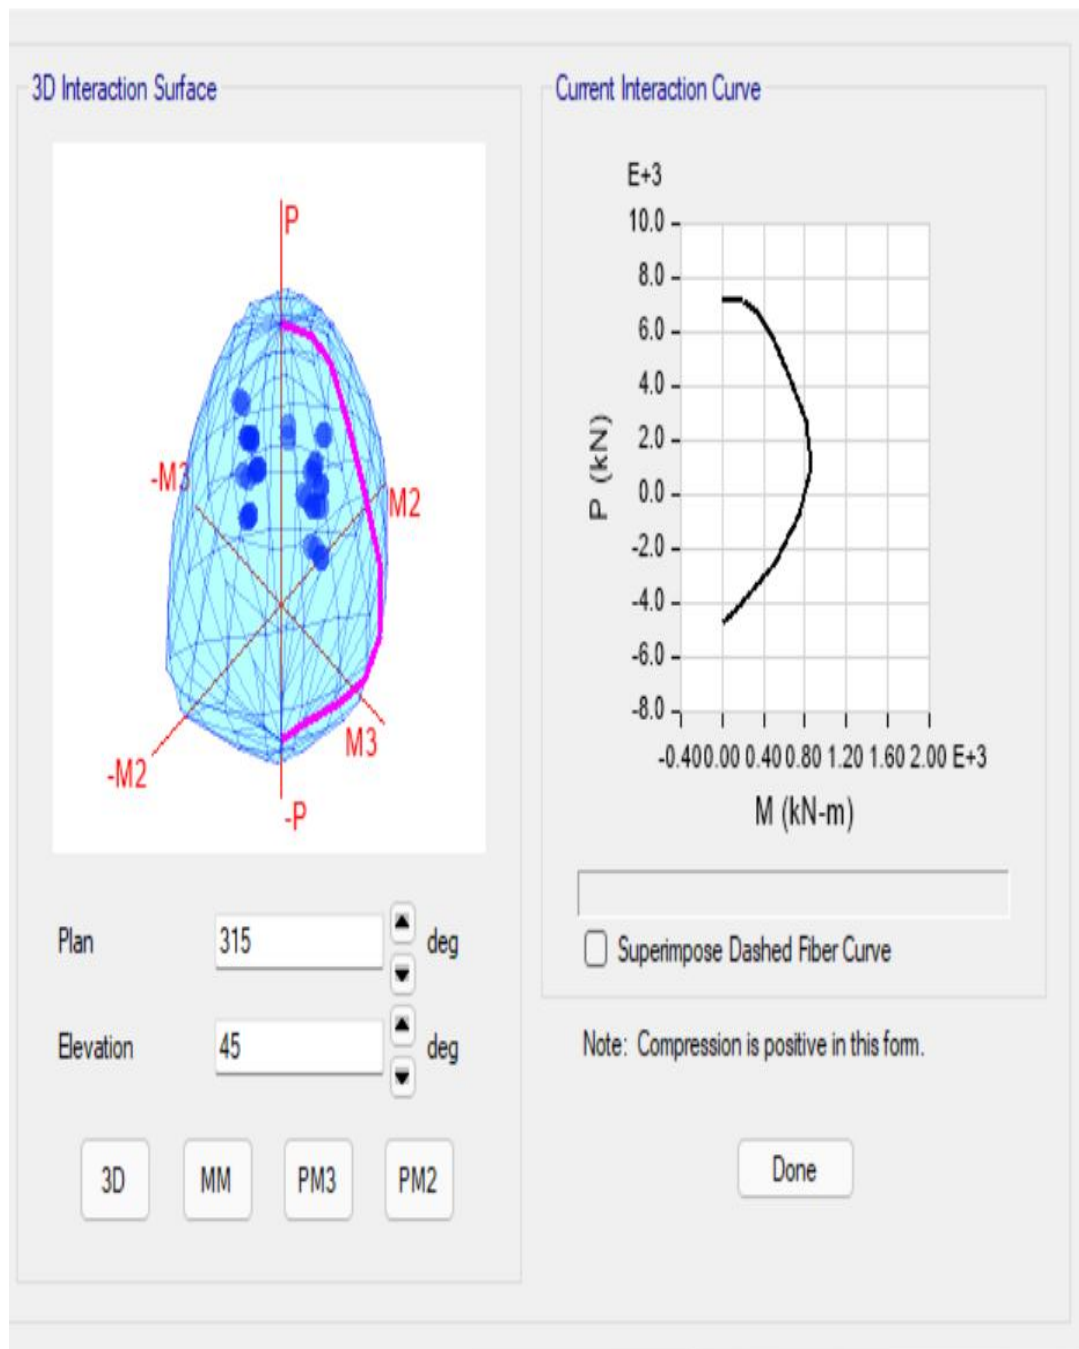 3D Interaction Surface
P
-M3
M2
M3
-M2
-P
Plan 315 deg
Elevation 45 deg
3D MM PM3 PM2
Current Interaction Curve
E+3
10.0
8.0
6.0
4.0
2.0
0.0
-2.0
-4.0
-6.0
-8.0
P (kN)
-0.400.00 0.40 0.80 1.20 1.60 2.00 E+3
M (kN-m)
Superimpose Dashed Fiber Curve
Note: Compression is positive in this form.
Done